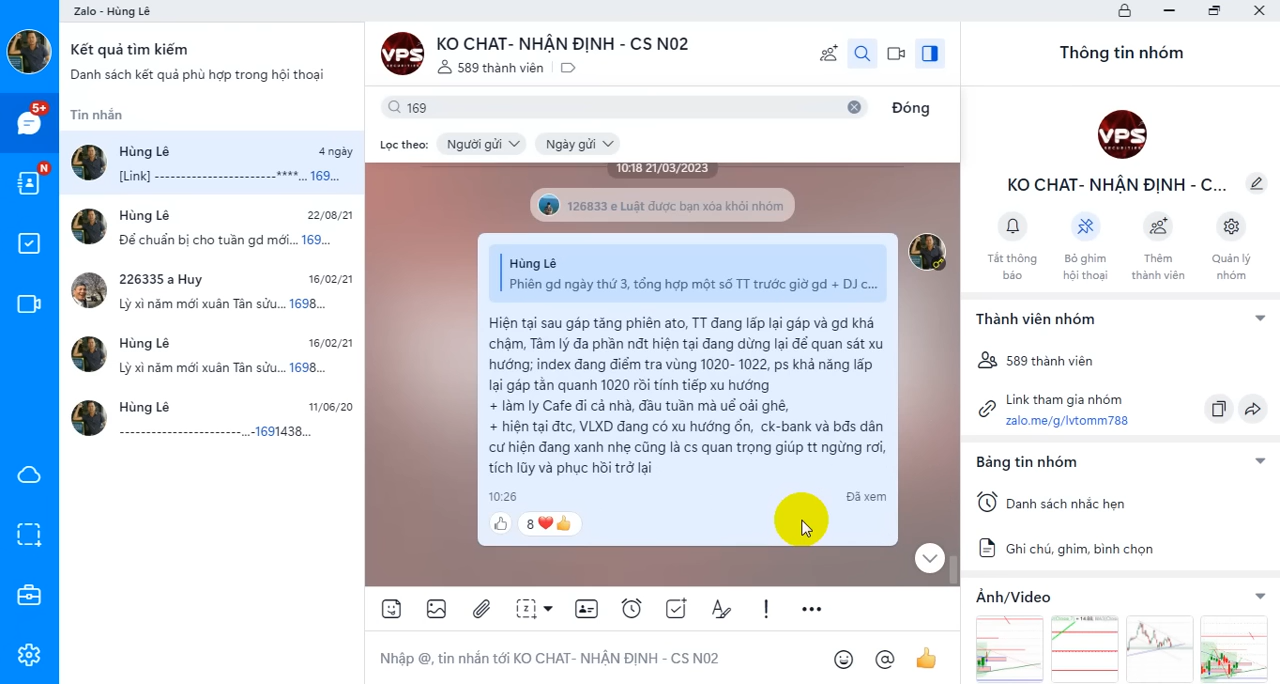 Zalo - Hùng Lê
Kết quả tìm kiếm
Danh sách kết quả phù hợp trong hội thoại
Tin nhắn
Hùng Lê
4 ngày
[Link] -----------------------****... 169...
Hùng Lê
22/08/21
Để chuẩn bị cho tuần gd mới... 169...
226335 a Huy
16/02/21
Lỳ xì năm mới xuân Tân sửu... 1698...
Hùng Lê
16/02/21
Lỳ xì năm mới xuân Tân sửu... 1698...
Hùng Lê
11/06/20
-----------------------...-1691438...
5+
N
VPS
SECURITIES
KO CHAT- NHẬN ĐỊNH - CS N02
589 thành viên
169
Đóng
Lọc theo:
Người gửi
Ngày gửi
10:18 21/03/2023
126833 e Luật được bạn xóa khỏi nhóm
Hùng Lê
Phiên gd ngày thứ 3, tổng hợp một số TT trước giờ gd + DJ c...
Hiện tại sau gáp tăng phiên ato, TT đang lấp lại gáp và gd khá
chậm, Tâm lý đa phần nđt hiện tại đang dừng lại để quan sát xu
hướng; index đang điểm tra vùng 1020- 1022, ps khả năng lấp
lại gáp tằn quanh 1020 rồi tính tiếp xu hướng
+ làm ly Cafe đi cả nhà, đầu tuần mà uể oải ghê,
+ hiện tại đtc, VLXD đang có xu hướng ổn,  ck-bank và bđs dân
cư hiện đang xanh nhẹ cũng là cs quan trọng giúp tt ngừng rơi,
tích lũy và phục hồi trở lại
10:26
Đã xem
8
Nhập @, tin nhắn tới KO CHAT- NHẬN ĐỊNH - CS N02
Thông tin nhóm
VPS
SECURITIES
KO CHAT- NHẬN ĐỊNH - C...
Tắt thông
báo
Bỏ ghim
hội thoại
Thêm
thành viên
Quản lý
nhóm
Thành viên nhóm
589 thành viên
Link tham gia nhóm
zalo.me/g/lvtomm788
Bảng tin nhóm
Danh sách nhắc hẹn
Ghi chú, ghim, bình chọn
Ảnh/Video